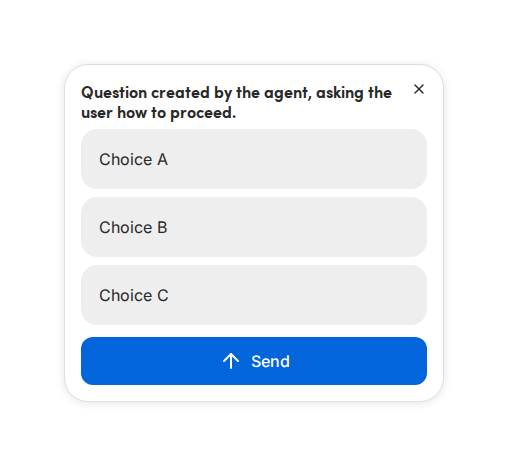 Question created by the agent, asking the
user how to proceed.
Choice A
Choice B
Choice C
Send